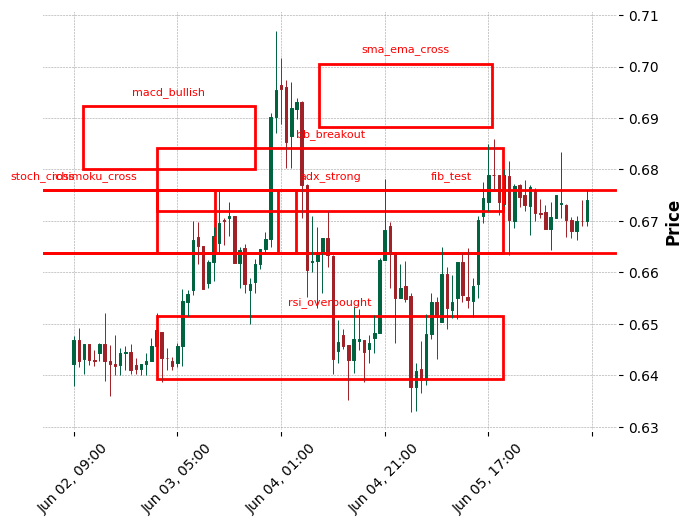 0.71
sma_ema_cross
0.70
macd_bullish
0.69
bb_breakout
0.68
stoch_cross
ichimoku_cross
adx_strong
fib_test
0.67
Price
0.66
rsi_overbought
0.65
0.64
0.63
Jun 02, 09:00
Jun 03, 05:00
Jun 04, 01:00
Jun 04, 21:00
Jun 05, 17:00